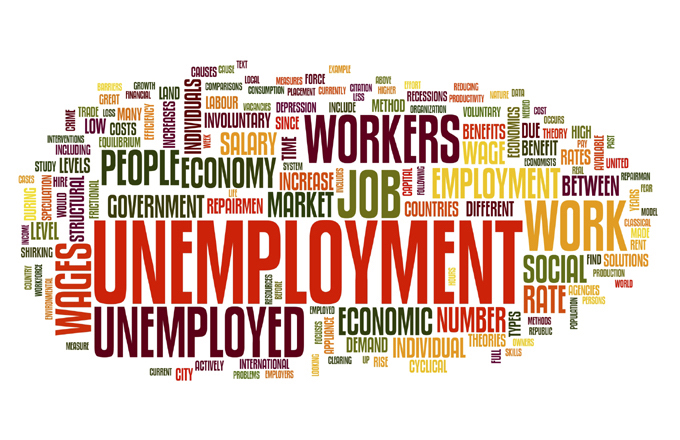 TEXT
CAUSES
CAUSE
EXAMPLE
BARRIERS
GROWTH
LOCAL
MEASURES
FORCE
ABOVE
EFFORT
GREAT
FINANCIAL
LAND
COMPARISONS
CONSUMPTION
PLACEMENT
CURRENTLY
CITATION
HIGHER
REDUCING
CRIME
TRADE
LOSS
MANY
INCREASES
INDIVIDUALS
LABOUR
VACANCIES
DEPRESSION
INCLUDE
LESS
METHOD
RECESSIONS
PRODUCTIVITY
NATURE
DATA
ORGANIZATION
VOLUNTARY
ECONOMICS
RECORD
COST
LOW
COSTS
EFFICIENCY
INVOLUNTARY
SINCE
WORKERS
BENEFITS
DUE
OCCURS
THEORY
HIGH
INTERVENTIONS
EQUILIBRIUM
WEEK
SALARY
TIME
WAGE
BENEFIT
PAY
AVAILABLE
PAST
INCLUDING
STUDY
LEVELS
PEOPLE
ECONOMY
SYSTEM
CAPITAL
FOLLOWING
ECONOMISTS
RATES
UNITED
CASES
SPECULATION
HIRE
WOULD
STRUCTURAL
FRICTIONAL
LIFE
INCREASE
INCLUDES
JOB
EMPLOYMENT
REAL
BETWEEN
REPAIRMAN
YEARS
FEAR
DURING
GOVERNMENT
REPAIRMEN
MARKET
COUNTRIES
DIFFERENT
WORK
MODEL
CLASSICAL
INCOME
LEVEL
UNEMPLOYMENT
MADE
RENT
SHIRKING
WAGES
HOURS
SOCIAL
FIND
SOLUTIONS
COUNTRY
WORKFORCE
ENVIRONMENTAL
RESOURCES
BEFORE
RATE
PRODUCTION
AGENCIES
WORLD
PERSONS
UNEMPLOYED
EMPLOYED
ECONOMIC
NUMBER
TYPES
METHODS
POPULATION
REPUBLIC
MEASURE
FOCUSES
APPLIANCE
DEMAND
INDIVIDUAL
THEORIES
OWNERS
CURRENT
CITY
ACTIVELY
INTERNATIONAL
PROBLEMS
EMPLOYERS
LOOKING
CLEARING
UP
RISE
CYCLICAL
FULL
SKILLS